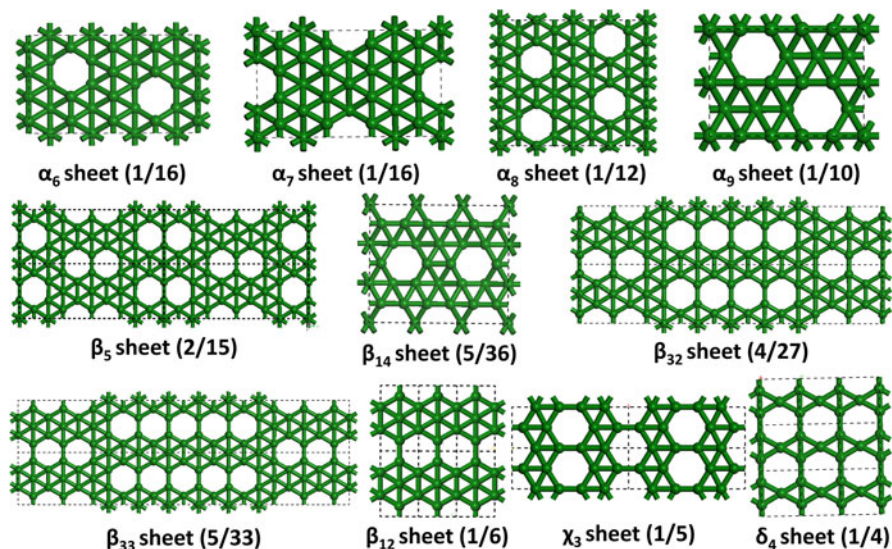 α₆ sheet (1/16)
α₇ sheet (1/16)
α₈ sheet (1/12)
α₉ sheet (1/10)
β₅ sheet (2/15)
β₁₄ sheet (5/36)
β₃₂ sheet (4/27)
β₃₃ sheet (5/33)
β₁₂ sheet (1/6)
χ₃ sheet (1/5)
δ₄ sheet (1/4)